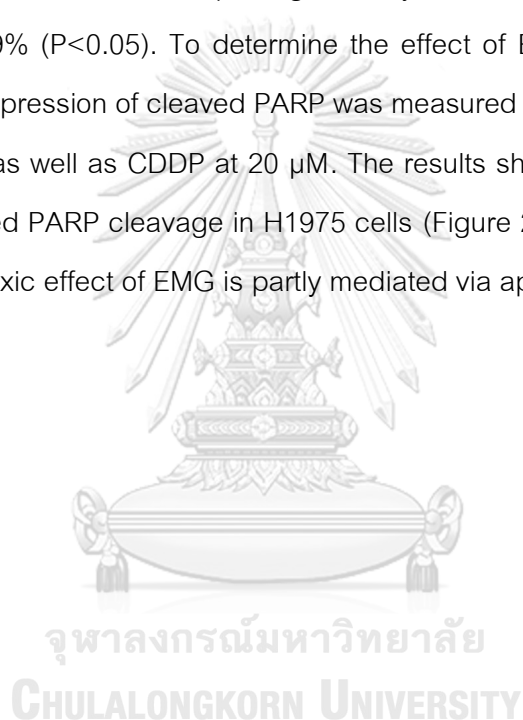 9% (P<0.05). To determine the effect of E
pression of cleaved PARP was measured
as well as CDDP at 20 μM. The results sh
ed PARP cleavage in H1975 cells (Figure 2
xic effect of EMG is partly mediated via ap
จุฬาลงกรณ์มหาวิทยาลัย
CHULALONGKORN UNIVERSITY